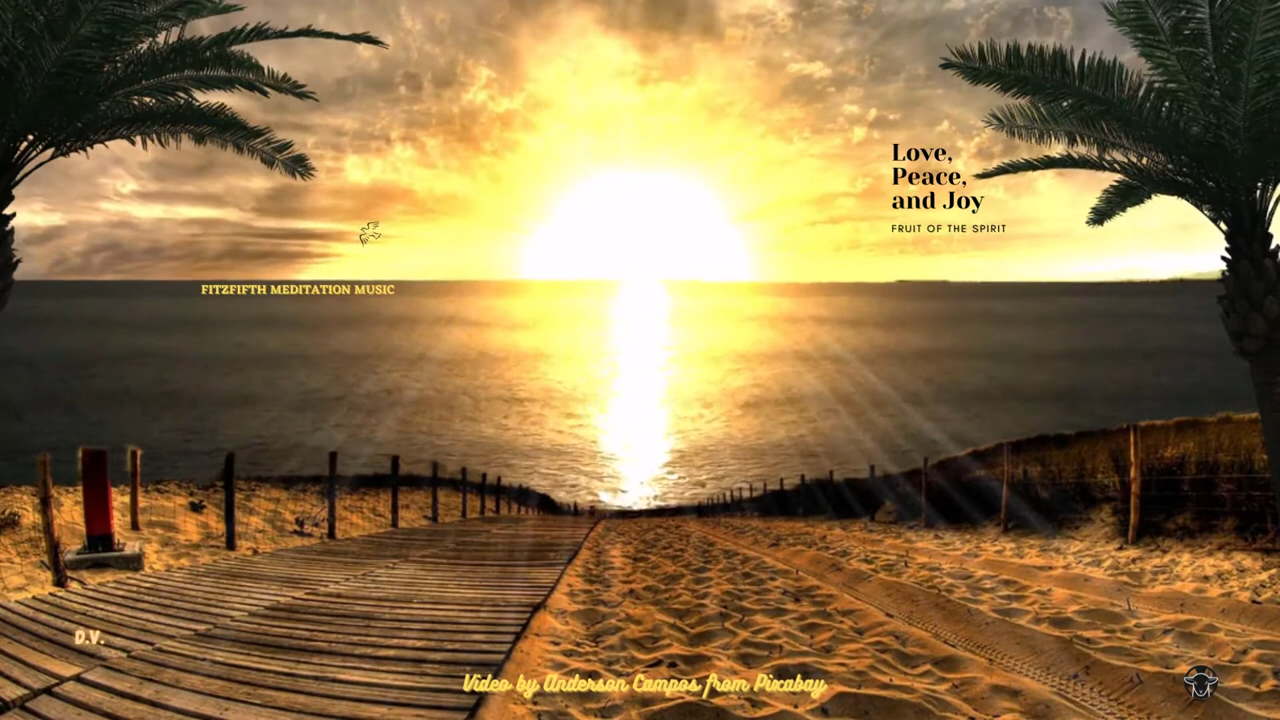 Love,
Peace,
and Joy
FRUIT OF THE SPIRIT
FITZFIFTH MEDITATION MUSIC
D.V.
Video by Anderson Campos from Pixabay